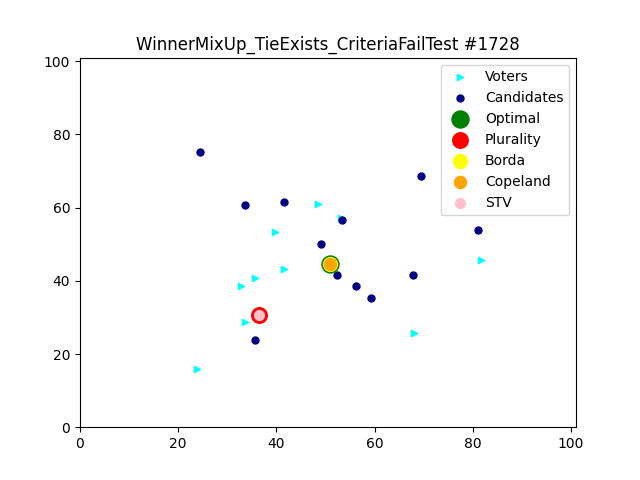 WinnerMixUp_TieExists_CriteriaFailTest #1728
100
80
60
40
20
0
0
20
40
60
80
100
Voters
Candidates
Optimal
Plurality
Borda
Copeland
STV